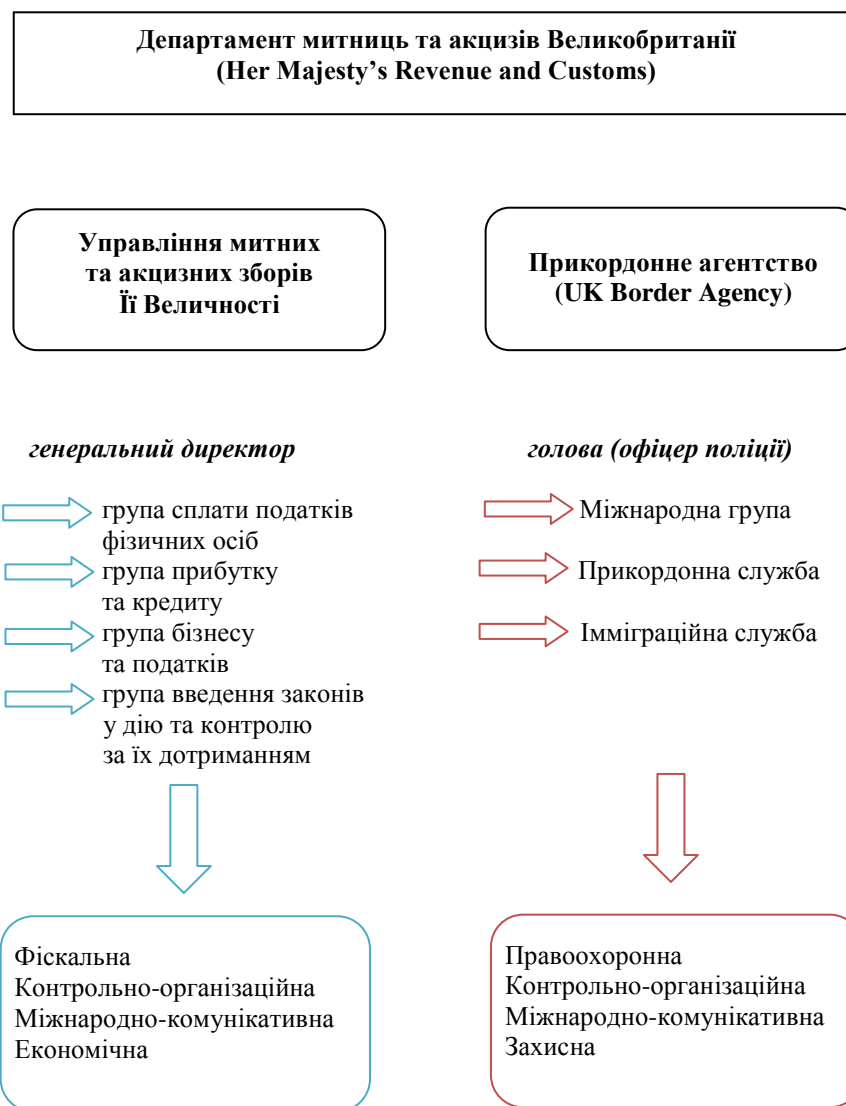 Департамент митниць та акцизів Великобританії
(Her Majesty’s Revenue and Customs)
Управління митних
та акцизних зборів
Її Величності
Прикордонне агентство
(UK Border Agency)
генеральний директор
голова (офіцер поліції)
група сплати податків
фізичних осіб
група прибутку
та кредиту
група бізнесу
та податків
група введення законів
у дію та контролю
за їх дотриманням
Міжнародна група
Прикордонна служба
Імміграційна служба
Фіскальна
Контрольно-організаційна
Міжнародно-комунікативна
Економічна
Правоохоронна
Контрольно-організаційна
Міжнародно-комунікативна
Захисна